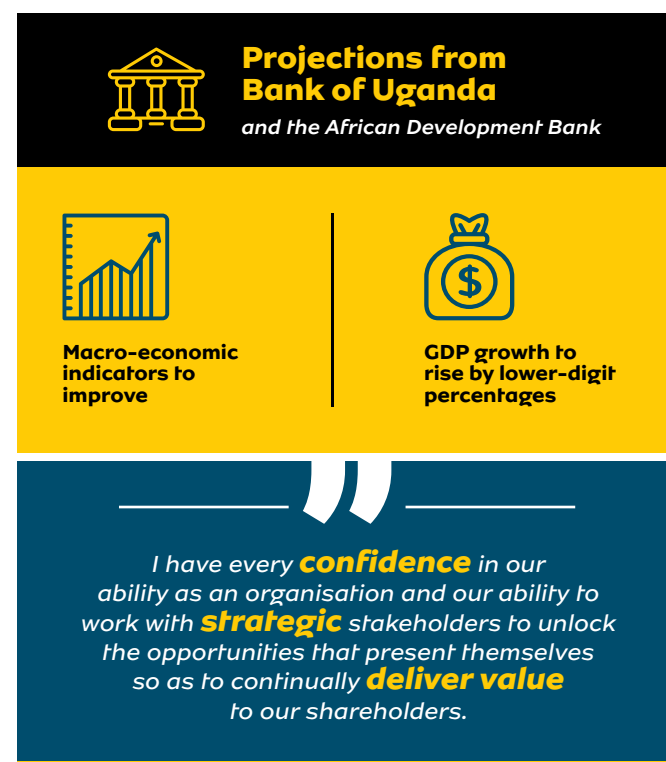 Projections from
Bank of Uganda
and the African Development Bank
Macro-economic
indicators to
improve
GDP growth to
rise by lower-digit
percentages
$
”
I have every confidence in our
ability as an organisation and our ability to
work with strategic stakeholders to unlock
the opportunities that present themselves
so as to continually deliver value
to our shareholders.